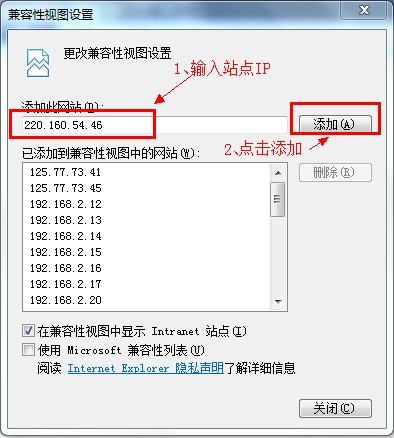 兼容性视图设置
更改兼容性视图设置
1、输入站点IP
添加此网站(D):
220.160.54.46
添加(A)
2、点击添加
已添加到兼容性视图中的网站(W):
125.77.73.41
删除(R)
125.77.73.45
192.168.2.12
192.168.2.13
192.168.2.14
192.168.2.15
192.168.2.16
192.168.2.17
192.168.2.20
在兼容性视图中显示 Intranet 站点(I)
使用 Microsoft 兼容性列表(U)
阅读 Internet Explorer 隐私声明了解详细信息
关闭(C)